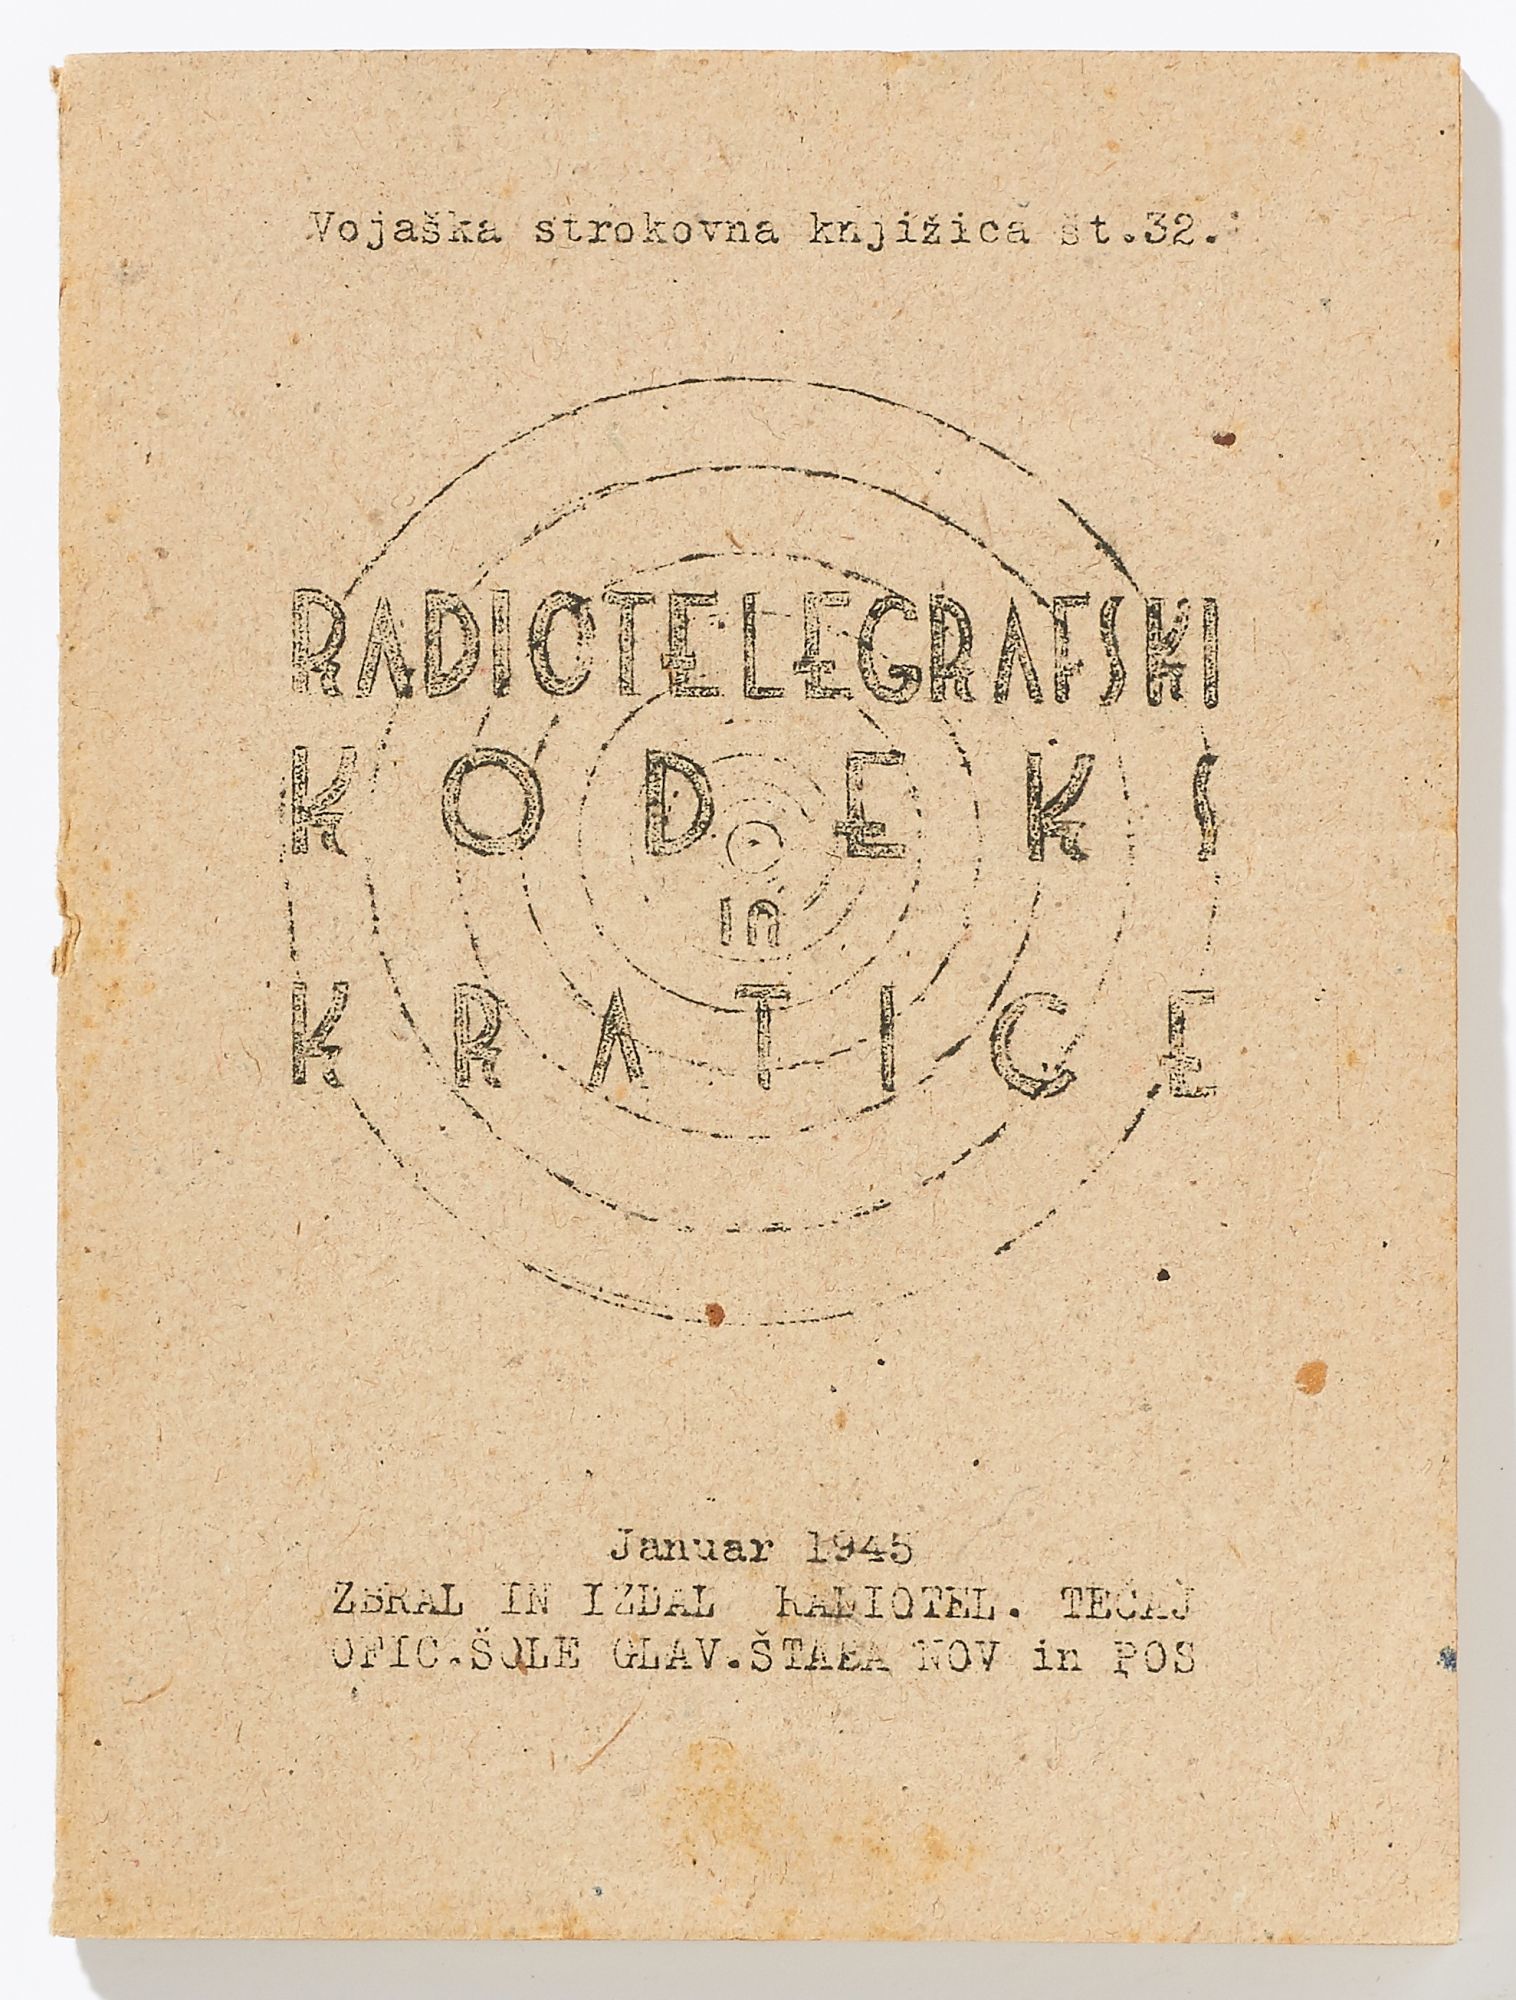 Vojaška strokovna knjižica št.32.
RADIOTELEGRAFSKI
KODEKS
in
KRATICE
Januar 1945
ZBRAL IN IZDAL RADIOTEL. TEČAJ
OFIC.ŠOLE GLAV.ŠTABA NOV in POS